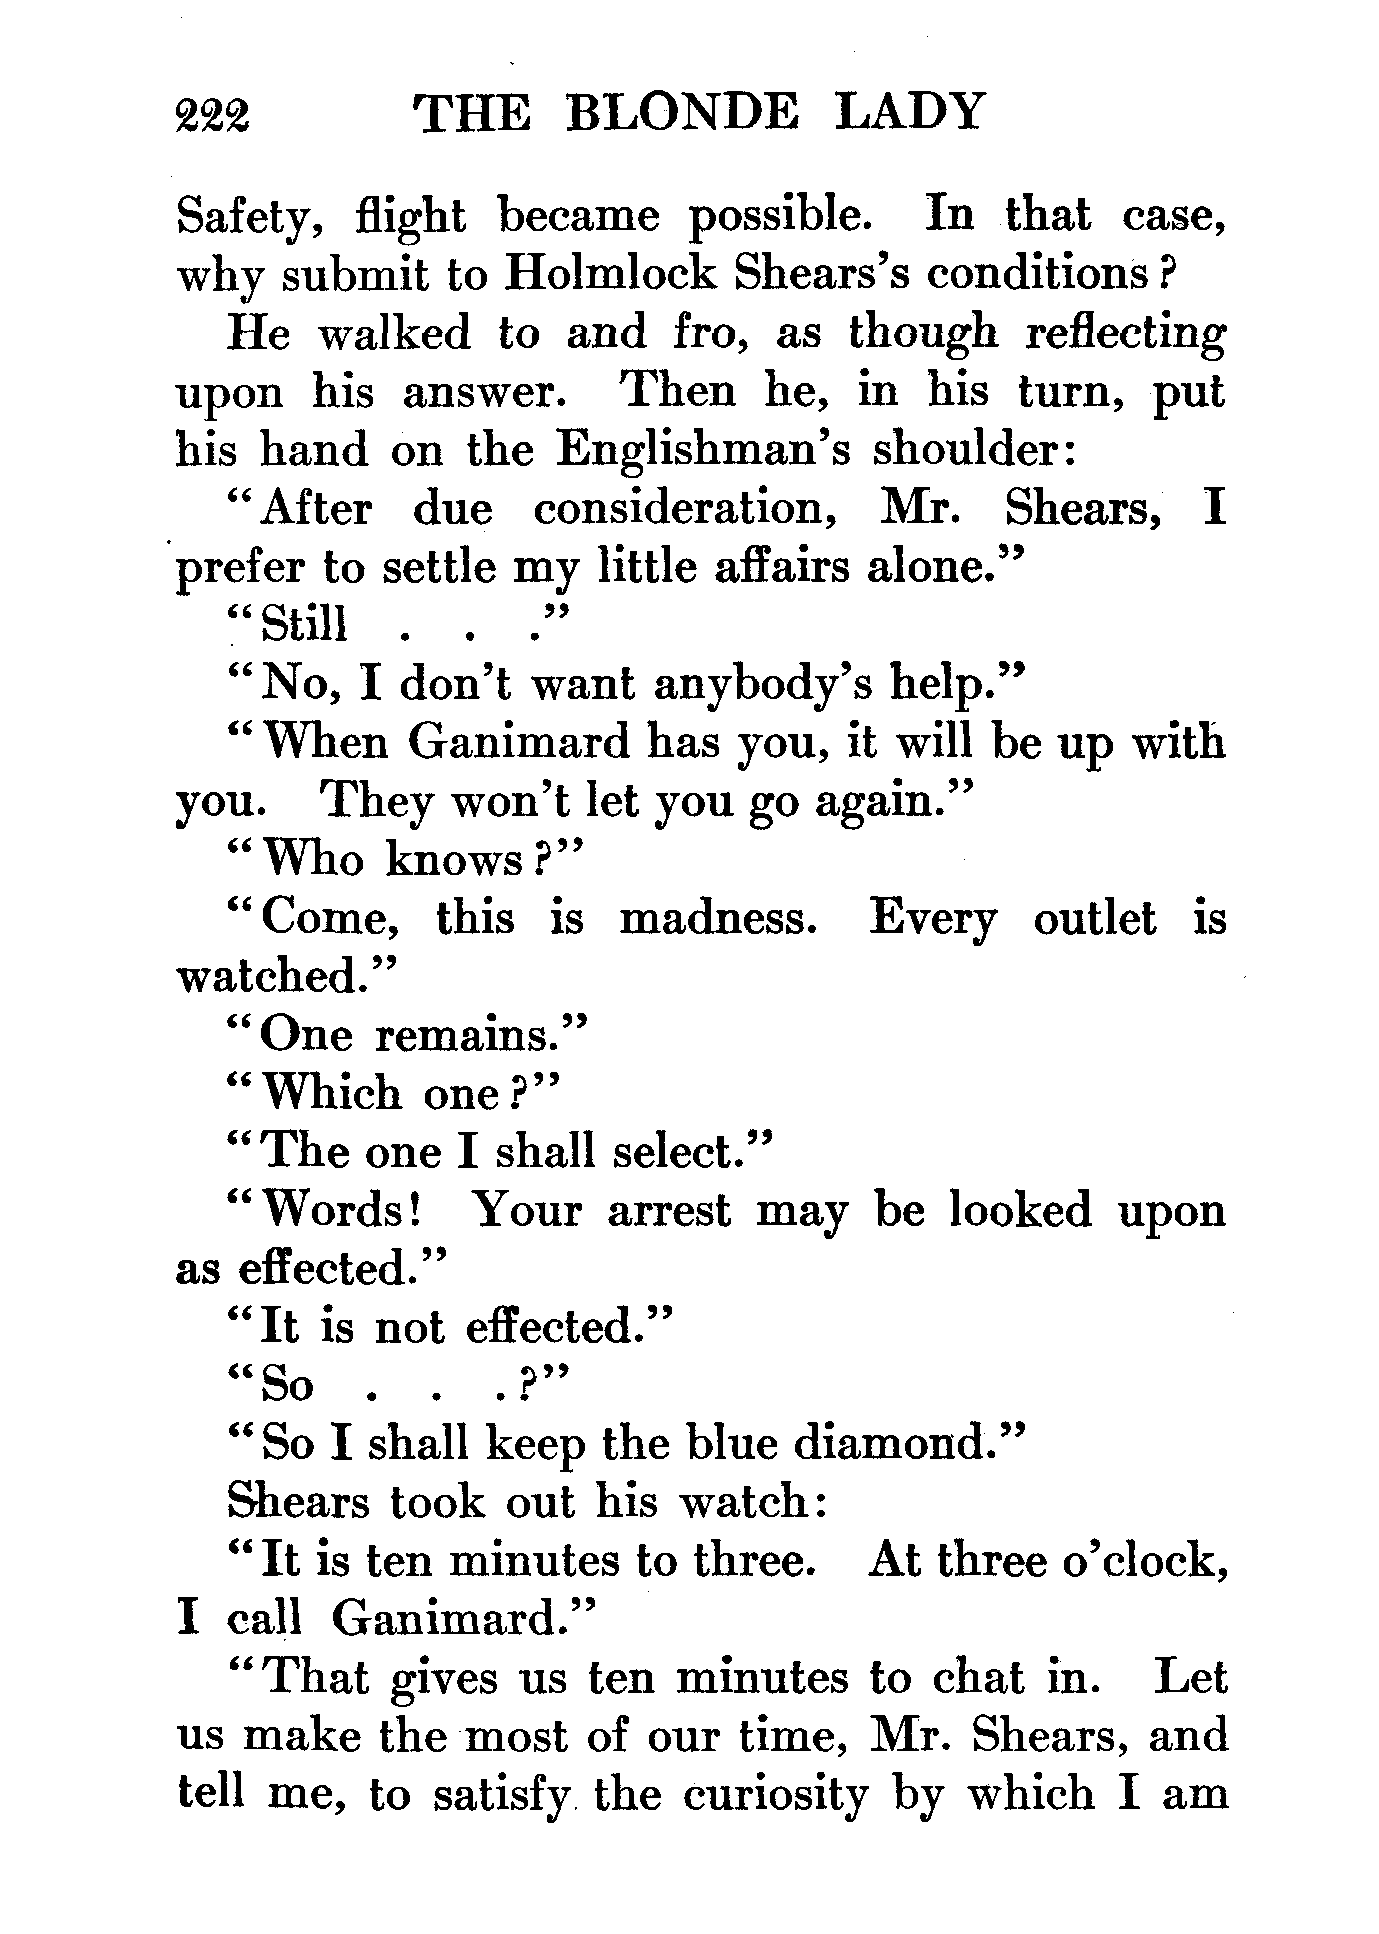 222 THE BLONDE LADY
Safety, flight became possible. In that case,
why submit to Holmlock Shears's conditions?
He walked to and fro, as though reflecting
upon his answer. Then he, in his turn, put
his hand on the Englishman's shoulder:
“After due consideration, Mr. Shears, I
prefer to settle my little affairs alone.”
“Still . . .”
“No, I don't want anybody's help.”
“When Ganimard has you, it will be up with
you. They won't let you go again.”
“Who knows?”
“Come, this is madness. Every outlet is
watched.”
“One remains.”
“Which one?”
“The one I shall select.”
“Words! Your arrest may be looked upon
as effected.”
“It is not effected.”
“So . . .?”
“So I shall keep the blue diamond.”
Shears took out his watch:
“It is ten minutes to three. At three o'clock,
I call Ganimard.”
“That gives us ten minutes to chat in. Let
us make the most of our time, Mr. Shears, and
tell me, to satisfy the curiosity by which I am